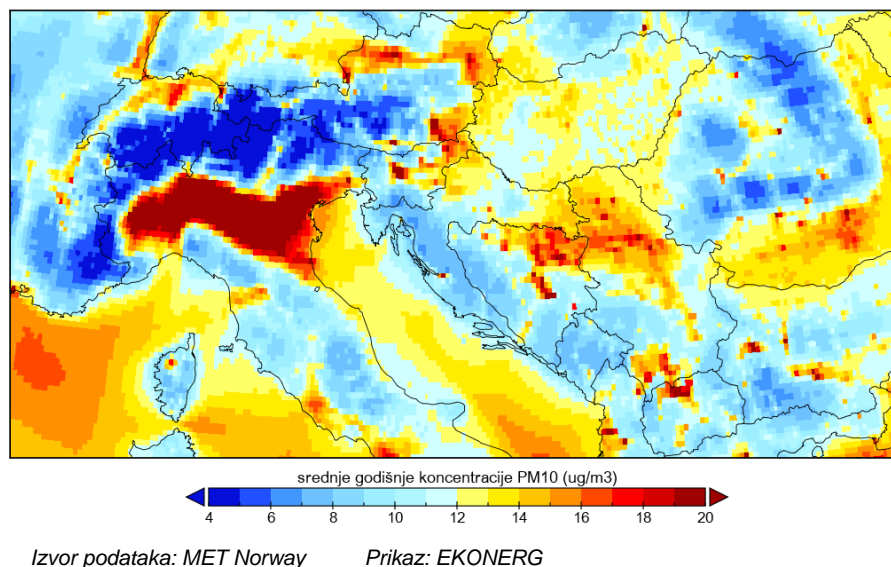 srednje godišnje koncentracije PM10 (ug/m3)
4 6 8 10 12 14 16 18 20
Izvor podataka: MET Norway Prikaz: EKONERG